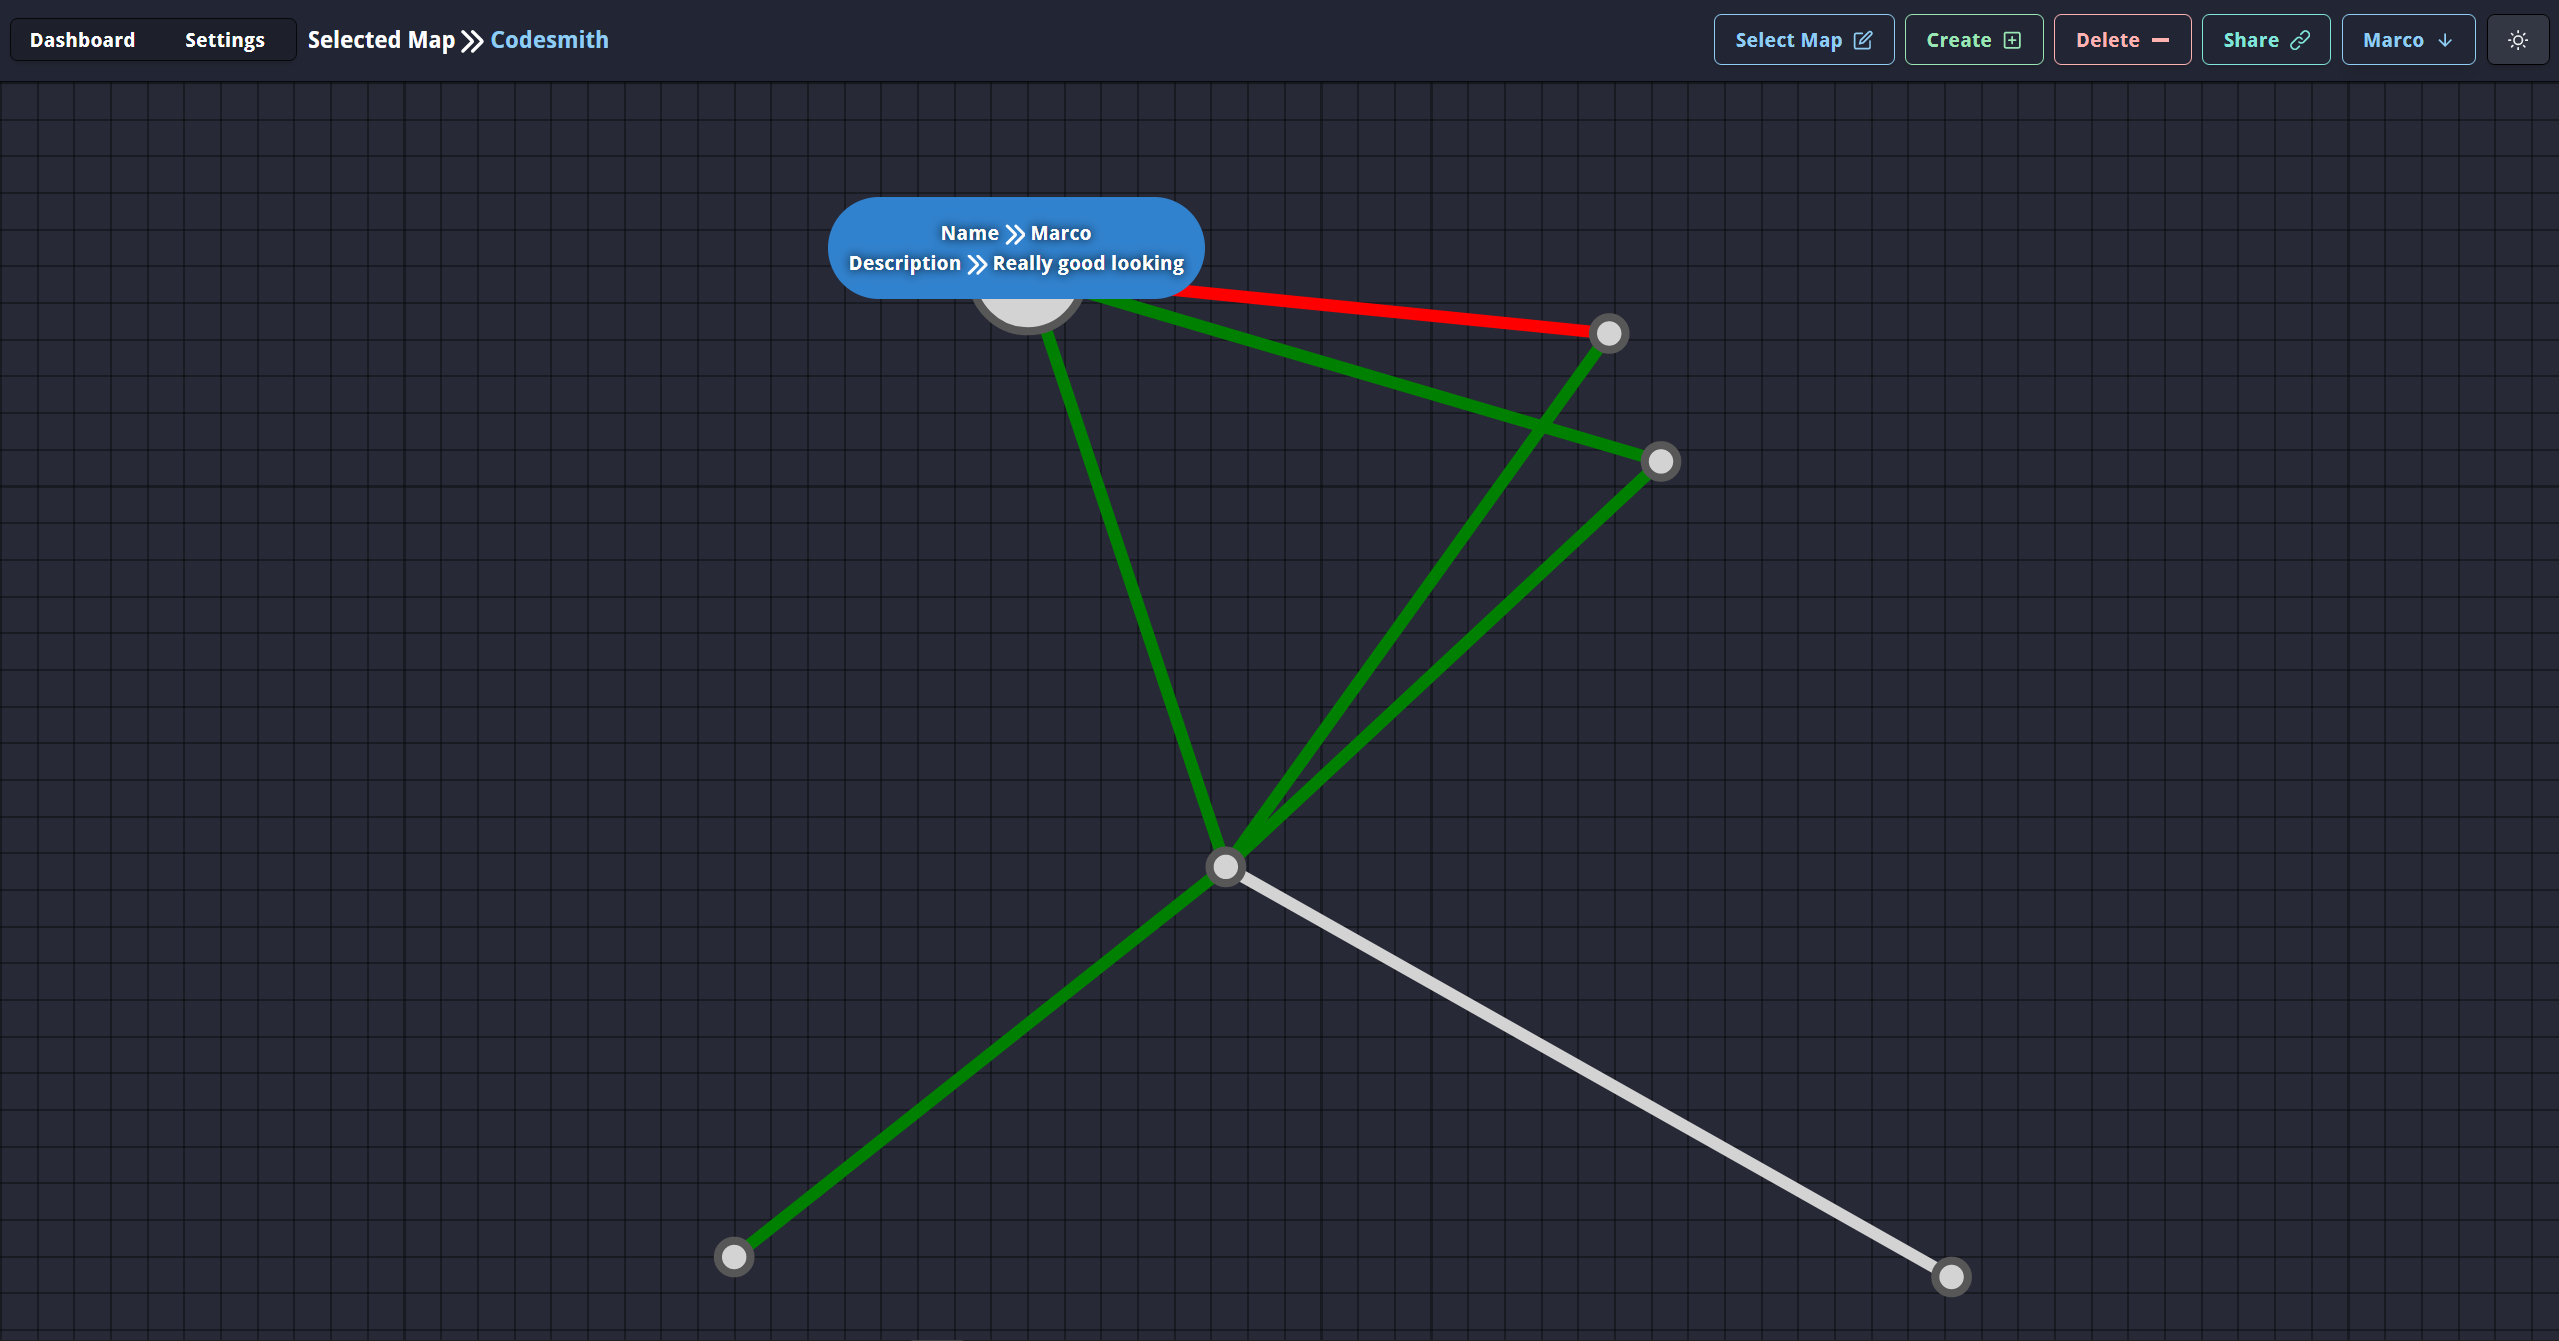 Dashboard Settings Selected Map Codesmith Select Map Create Delete Share Marco
Name Marco
Description Really good looking